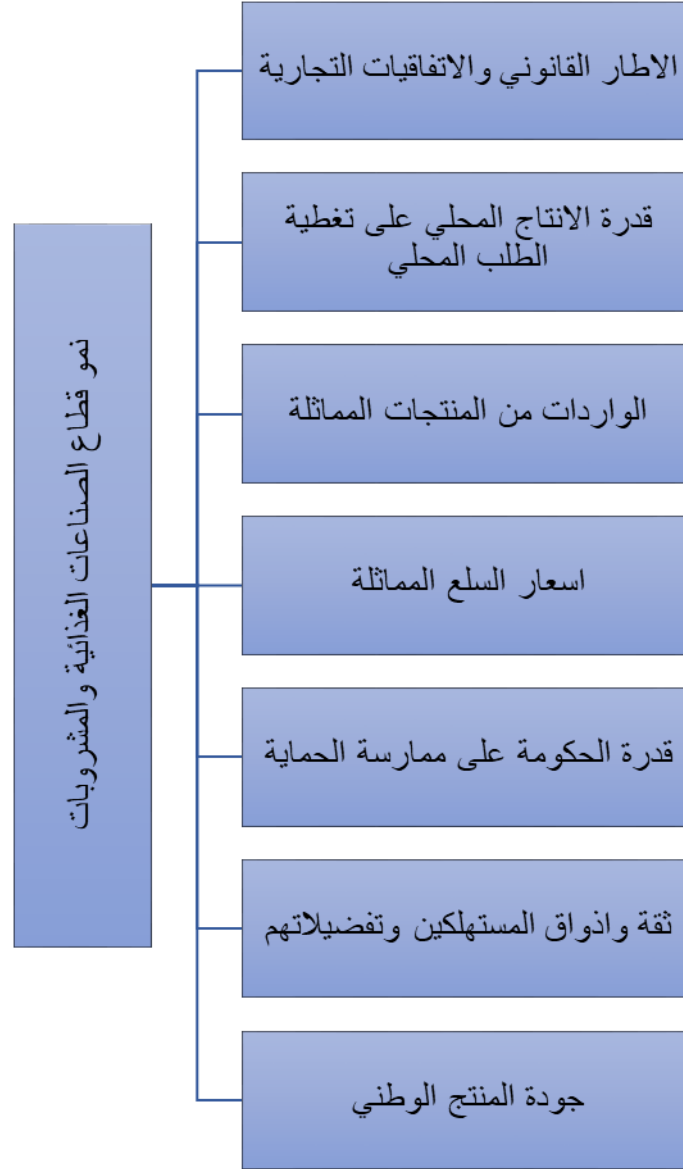 الاطار القانوني والاتفاقيات التجارية
قدرة الانتاج المحلي على تغطية
الطلب المحلي
الواردات من المنتجات المماثلة
اسعار السلع المماثلة
قدرة الحكومة على ممارسة الحماية
ثقة واذواق المستهلكين وتفضيلاتهم
جودة المنتج الوطني
نمو قطاع الصناعات الغذائية والمشروبات